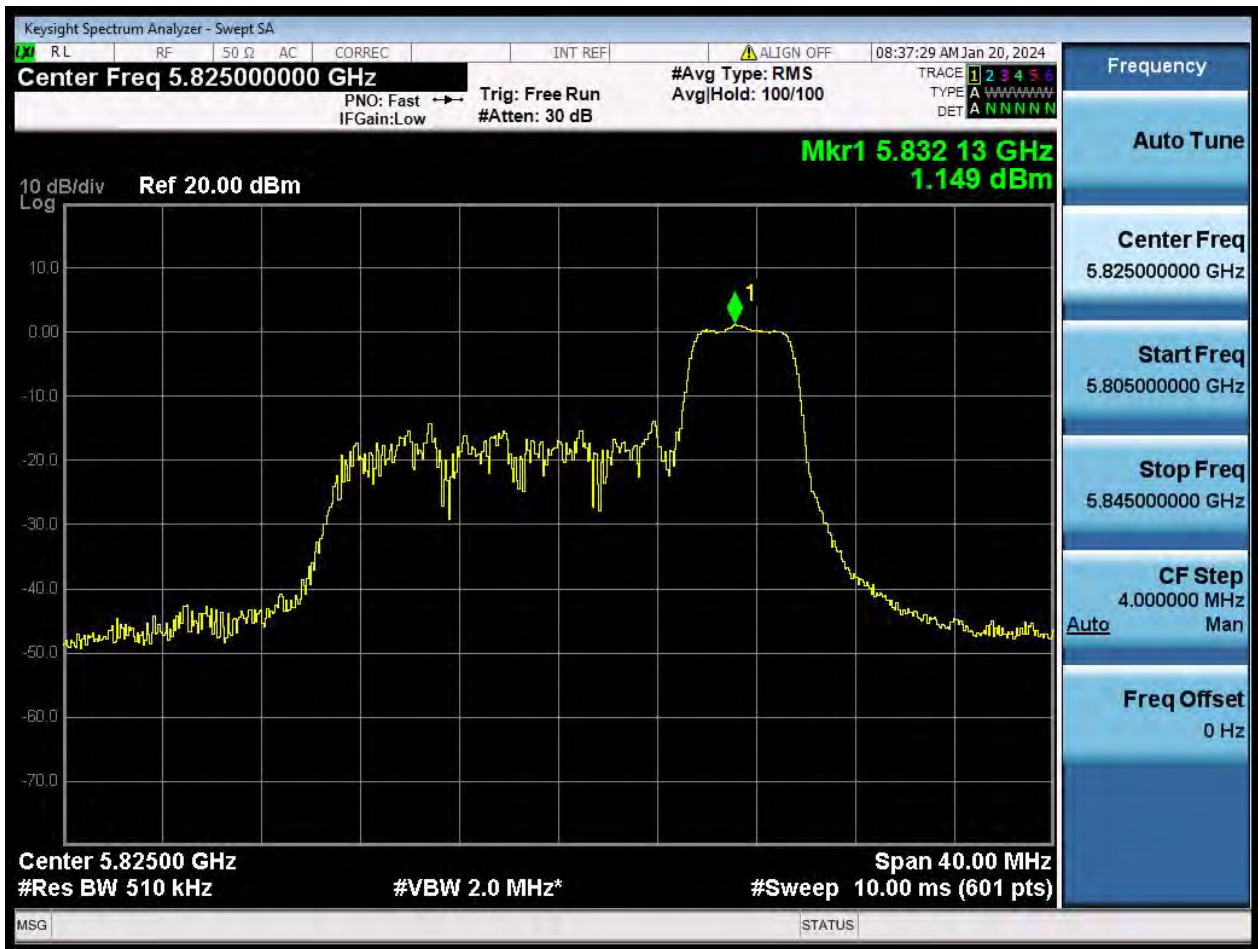 Keysight Spectrum Analyzer - Swept SA
LXI RL RF 50 Ω AC CORREC INT REF ALIGN OFF 08:37:29 AM Jan 20, 2024
Center Freq 5.825000000 GHz
PNO: Fast
IFGain:Low
Trig: Free Run
#Atten: 30 dB
#Avg Type: RMS
Avg|Hold: 100/100
TRACE 1 2 3 4 5 6
TYPE A WWWWWW
DET A N N N N N
Mkr1 5.832 13 GHz
1.149 dBm
10 dB/div Ref 20.00 dBm
Log
10.0
0.00
-10.0
-20.0
-30.0
-40.0
-50.0
-60.0
-70.0
1
Center 5.82500 GHz
Span 40.00 MHz
#Res BW 510 kHz
#VBW 2.0 MHz*
#Sweep 10.00 ms (601 pts)
MSG
STATUS
Frequency
Auto Tune
Center Freq
5.825000000 GHz
Start Freq
5.805000000 GHz
Stop Freq
5.845000000 GHz
CF Step
4.000000 MHz
Auto Man
Freq Offset
0 Hz